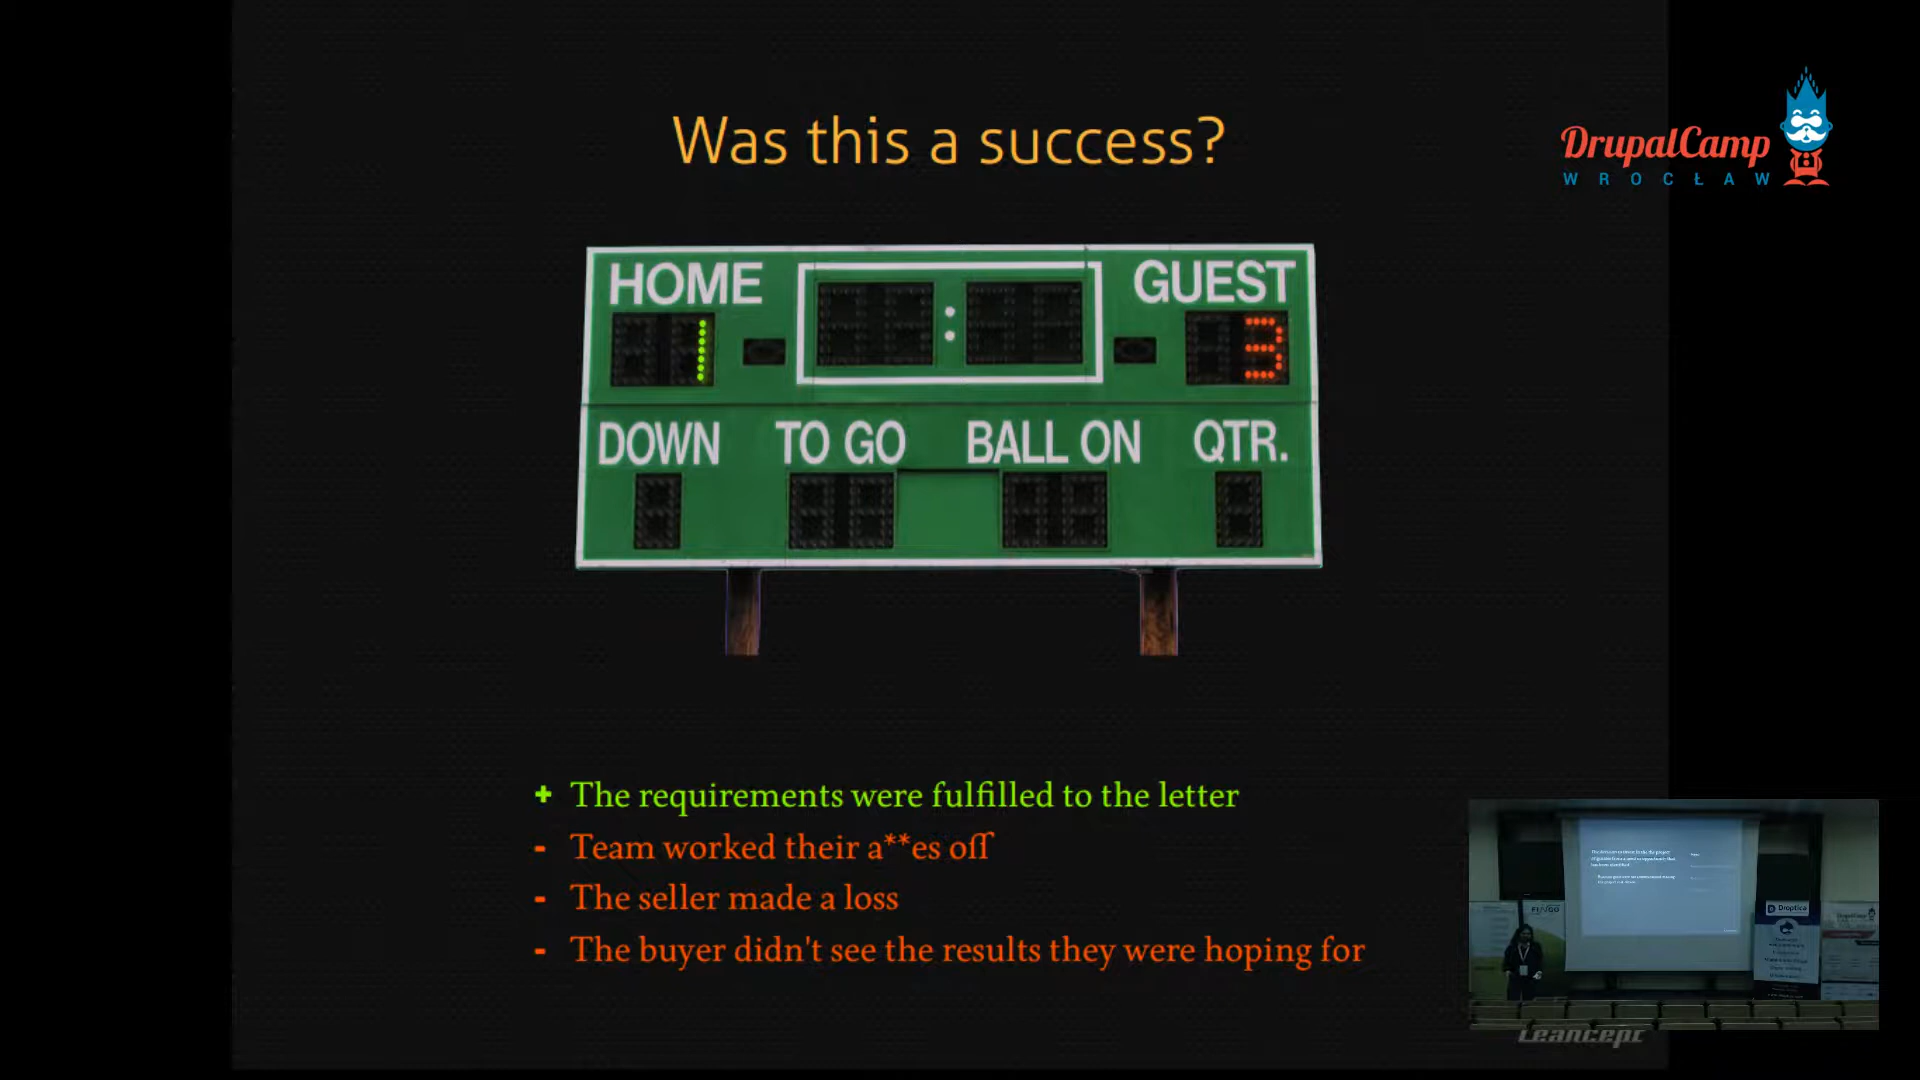 Was this a success?
DrupalCamp
WROCŁAW
HOME
:
GUEST
1
3
DOWN TO GO BALL ON QTR.
+ The requirements were fulfilled to the letter
- Team worked their a**es off
- The seller made a loss
- The buyer didn't see the results they were hoping for
Droptica